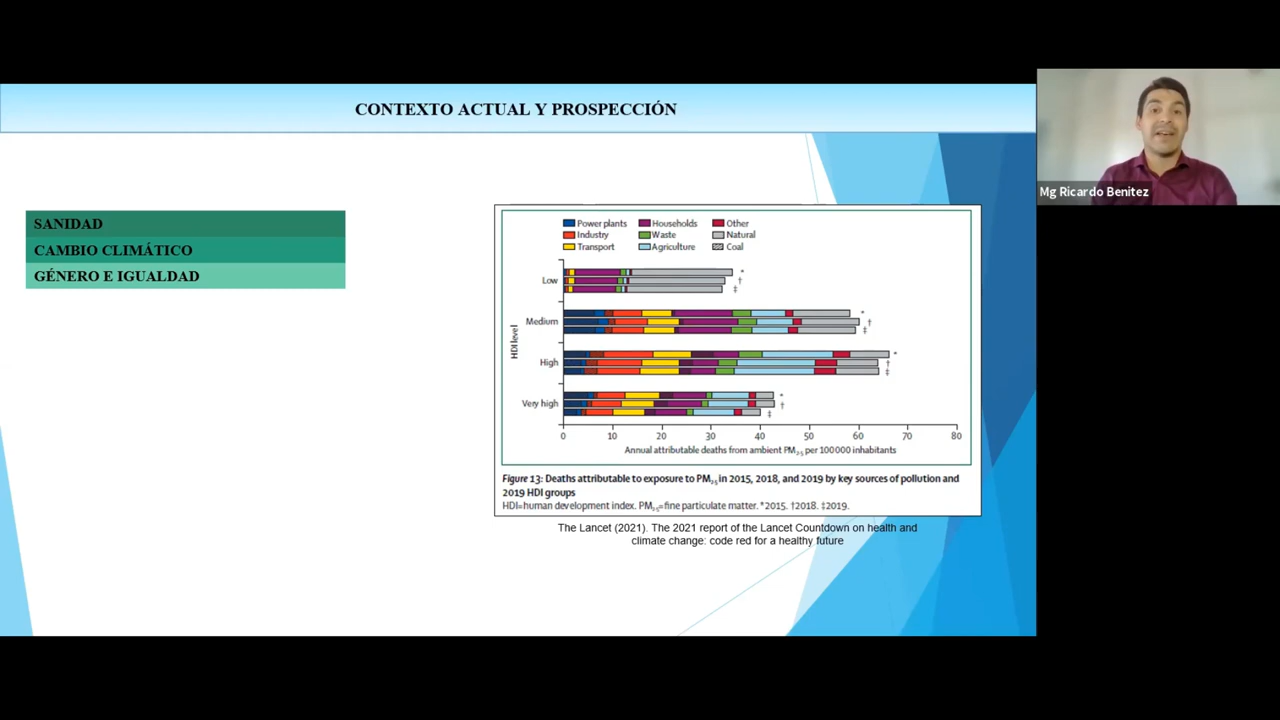 CONTEXTO ACTUAL Y PROSPECCIÓN
Mg Ricardo Benitez
SANIDAD
CAMBIO CLIMÁTICO
GÉNERO E IGUALDAD
Power plants Households Other
Industry Waste Natural
Transport Agriculture Coal
HDI level
Low * † ‡
Medium * † ‡
High * † ‡
Very high * † ‡
0 10 20 30 40 50 60 70 80
Annual attributable deaths from ambient PM2·5 per 100 000 inhabitants
Figure 13: Deaths attributable to exposure to PM2·5 in 2015, 2018, and 2019 by key sources of pollution and
2019 HDI groups
HDI=human development index. PM2·5=fine particulate matter. *2015. †2018. ‡2019.
The Lancet (2021). The 2021 report of the Lancet Countdown on health and
climate change: code red for a healthy future